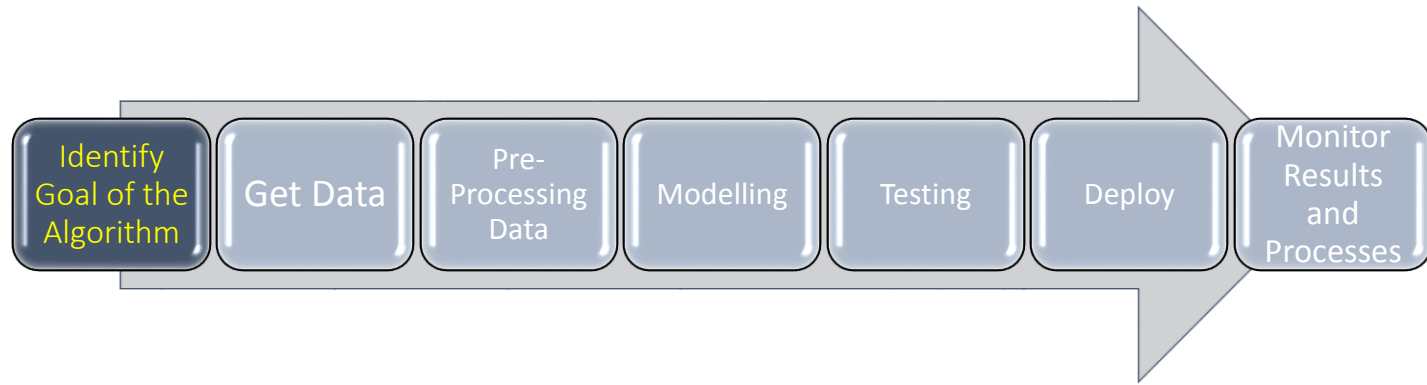 Identify
Goal of the
Algorithm
Get Data
Pre-
Processing
Data
Modelling
Testing
Deploy
Monitor
Results
and
Processes